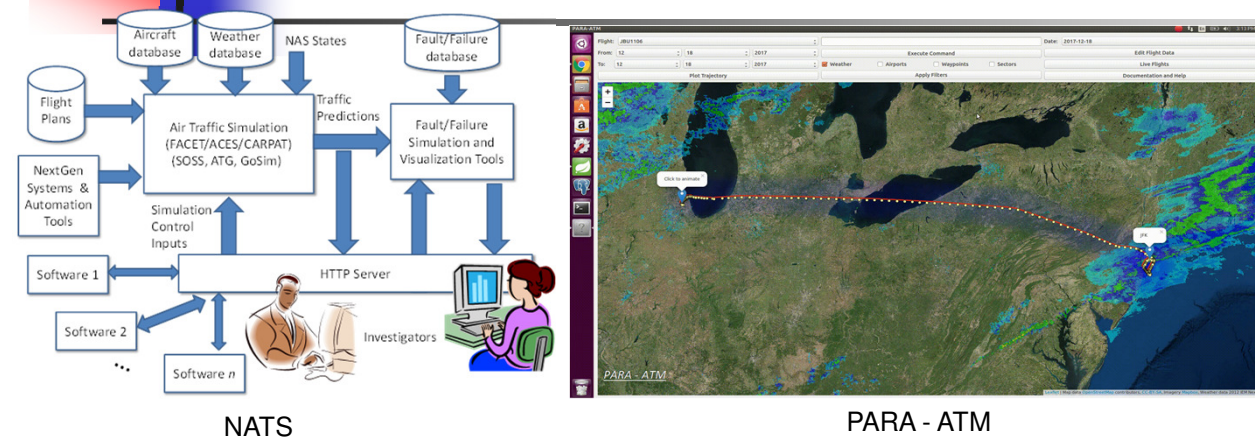 Aircraft
database
Weather
database
NAS States
Fault/Failure
database
Flight
Plans
Air Traffic Simulation
(FACET/ACES/CARPAT)
(SOSS, ATG, GoSim)
Traffic
Predictions
Fault/Failure
Simulation and
Visualization Tools
NextGen
Systems &
Automation
Tools
Simulation
Control
Inputs
HTTP Server
Software 1
Software 2
...
Software n
Investigators
NATS
PARA-ATM
Flight: JBU1106
Date: 2017-12-18
From: 12 18 2017
Execute Command
Edit Flight Data
To: 12 18 2017
Weather Airports Waypoints Sectors
Live Flights
Plot Trajectory
Apply Filters
Documentation and Help
+
−
Click to animate
JFK
PARA - ATM
PARA - ATM